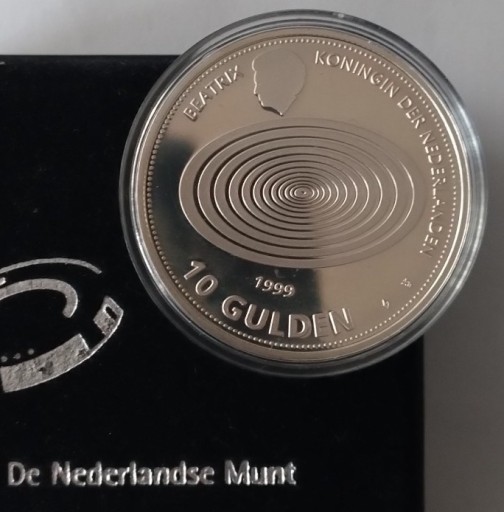 BEATRIX KONINGIN DER NEDERLANDEN
1999
10 GULDEN
De Nederlandse Munt